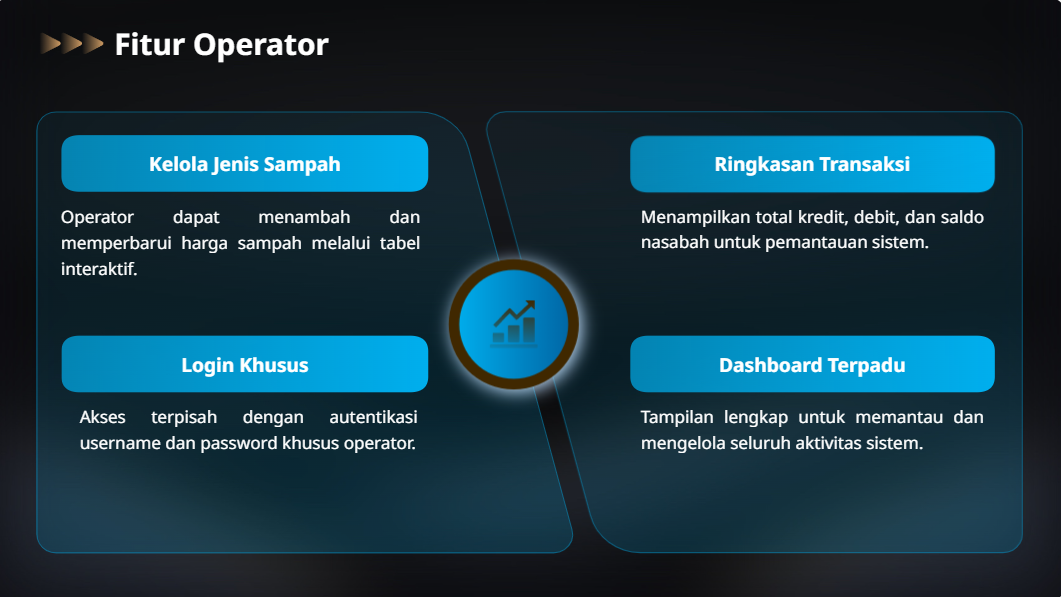 Fitur Operator
Kelola Jenis Sampah
Operator dapat menambah dan
memperbarui harga sampah melalui tabel
interaktif.
Login Khusus
Akses terpisah dengan autentikasi
username dan password khusus operator.
Ringkasan Transaksi
Menampilkan total kredit, debit, dan saldo
nasabah untuk pemantauan sistem.
Dashboard Terpadu
Tampilan lengkap untuk memantau dan
mengelola seluruh aktivitas sistem.